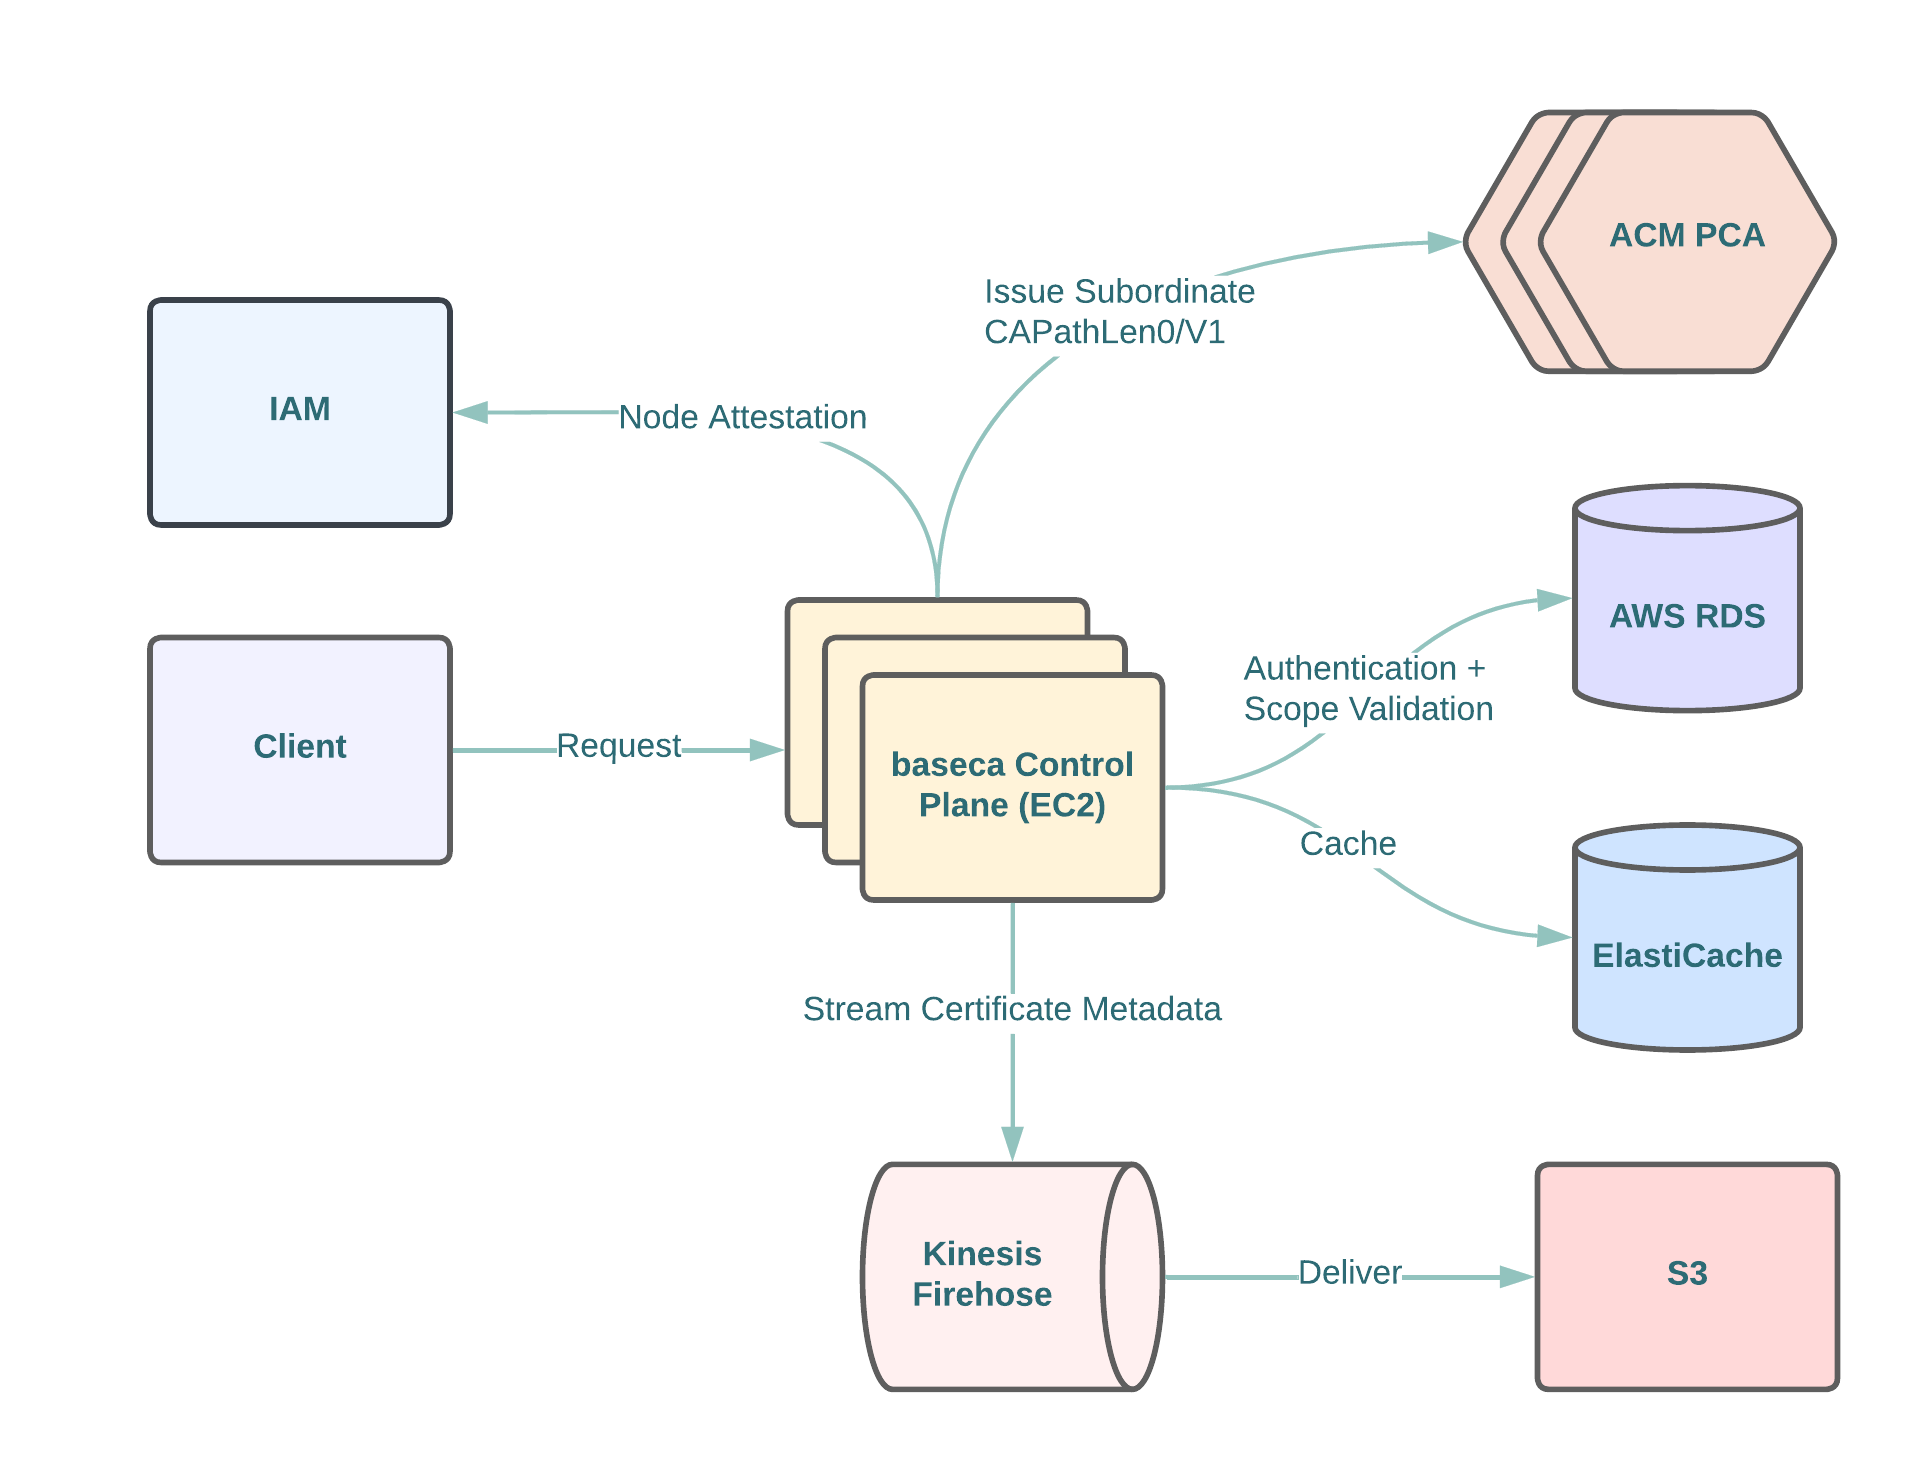 ACM PCA
Issue Subordinate
CAPathLen0/V1
IAM
Node Attestation
AWS RDS
Authentication +
Scope Validation
Client
Request
baseca Control
Plane (EC2)
Cache
ElastiCache
Stream Certificate Metadata
Kinesis
Firehose
Deliver
S3